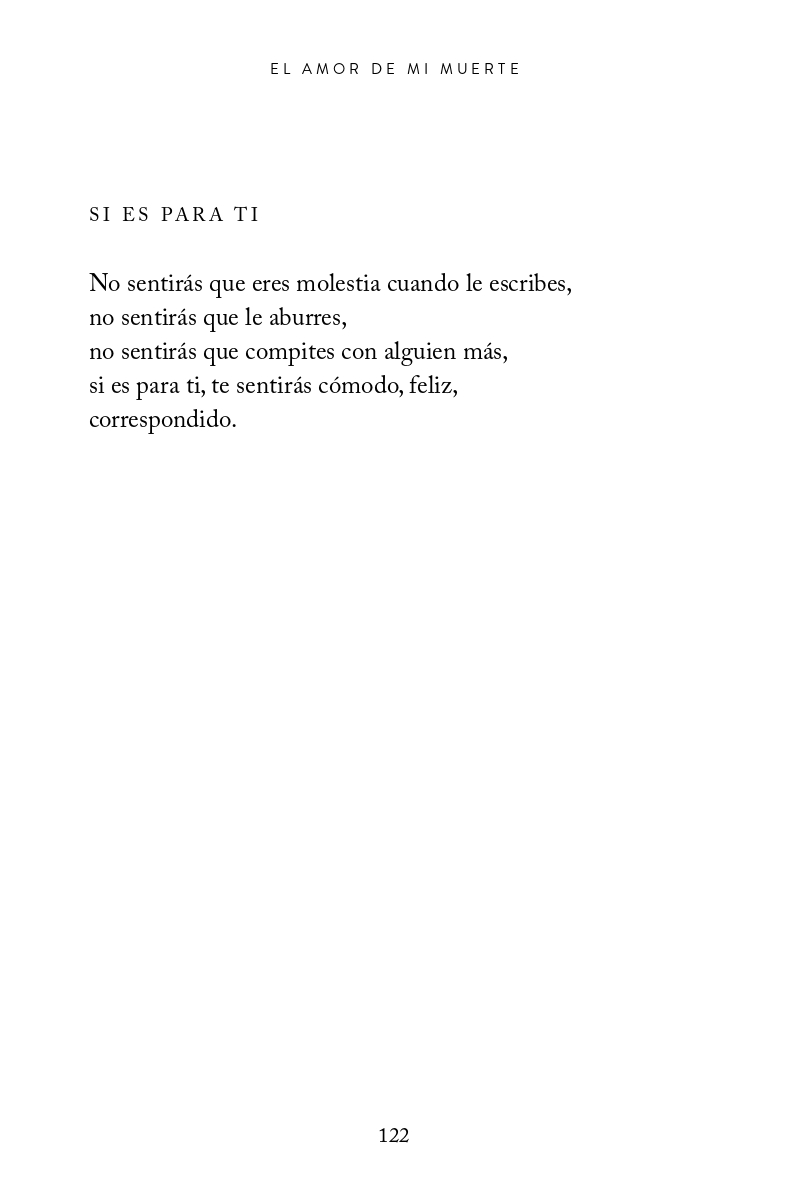 EL AMOR DE MI MUERTE
SI ES PARA TI
No sentirás que eres molestia cuando le escribes,
no sentirás que le aburres,
no sentirás que compites con alguien más,
si es para ti, te sentirás cómodo, feliz,
correspondido.
122